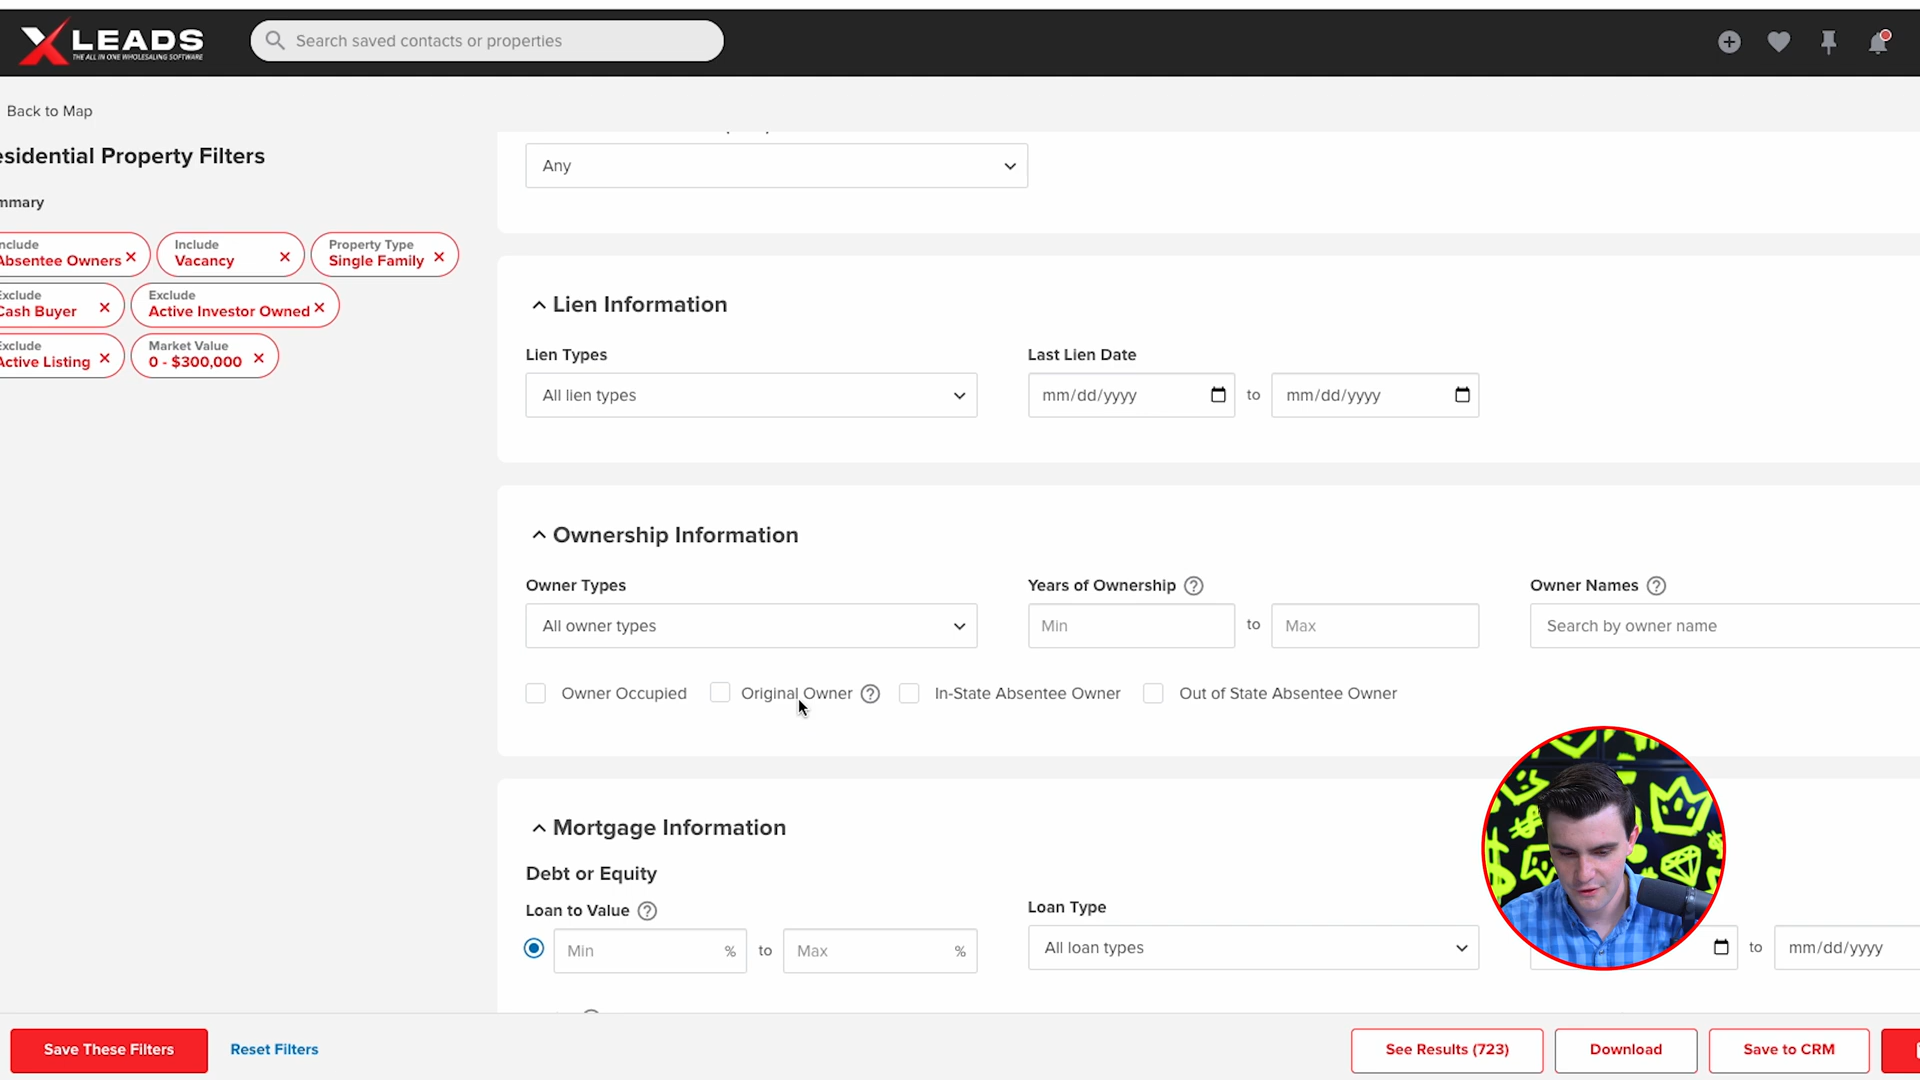 XLEADS
THE ALL IN ONE WHOLESALING SOFTWARE
Search saved contacts or properties
Back to Map
esidential Property Filters
mmary
nclude
Absentee Owners
Include
Vacancy
Property Type
Single Family
Exclude
Cash Buyer
Exclude
Active Investor Owned
Exclude
Active Listing
Market Value
0 - $300,000
Any
Lien Information
Lien Types
Last Lien Date
All lien types
mm/dd/yyyy to mm/dd/yyyy
Ownership Information
Owner Types
Years of Ownership ?
Owner Names ?
All owner types
Min to Max
Search by owner name
Owner Occupied
Original Owner ?
In-State Absentee Owner
Out of State Absentee Owner
Mortgage Information
Debt or Equity
Loan to Value ?
Loan Type
Min % to Max %
All loan types
to mm/dd/yyyy
Save These Filters
Reset Filters
See Results (723)
Download
Save to CRM